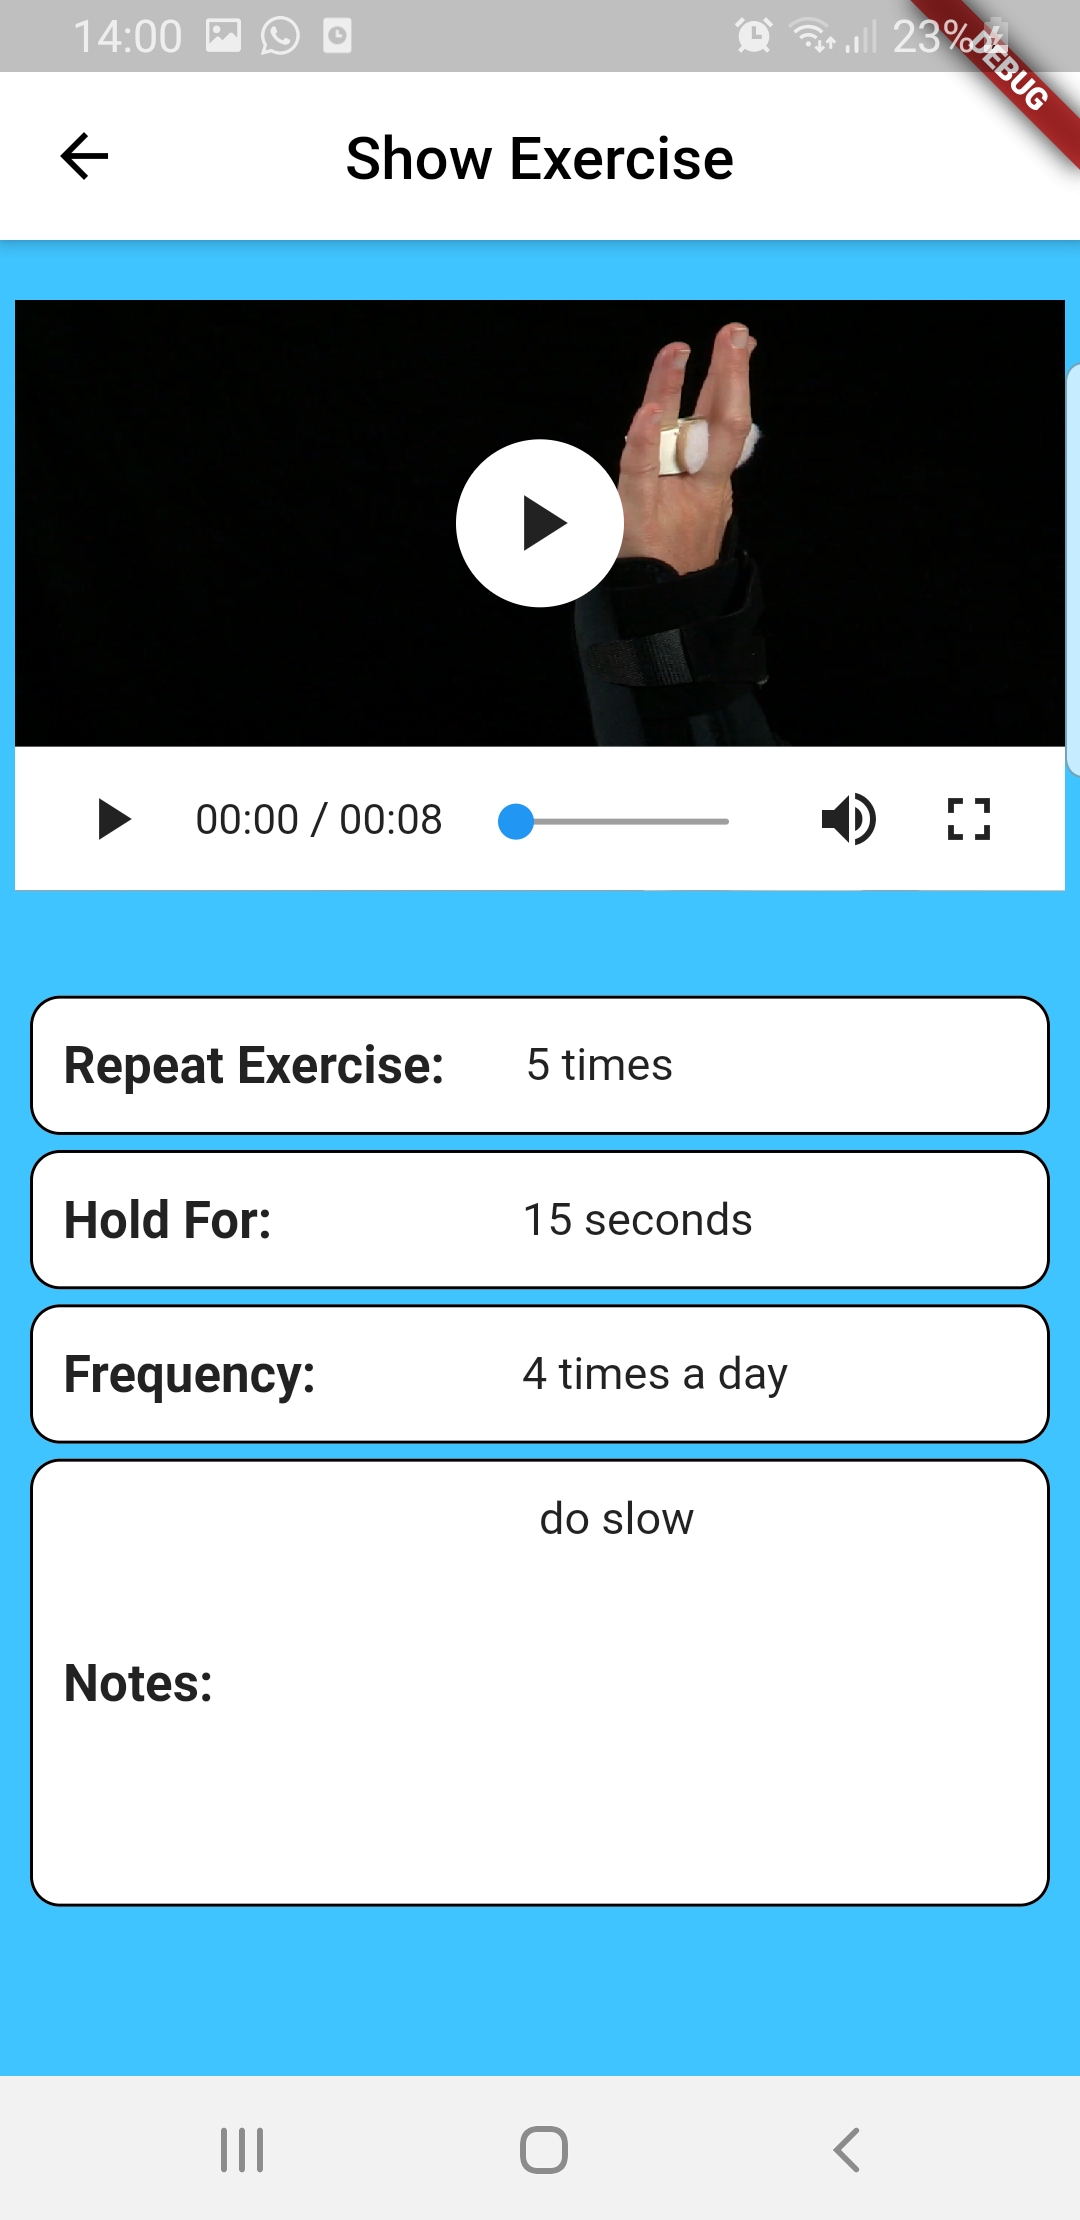 14:00
23%
DEBUG
Show Exercise
00:00 / 00:08
Repeat Exercise: 5 times
Hold For: 15 seconds
Frequency: 4 times a day
do slow
Notes: